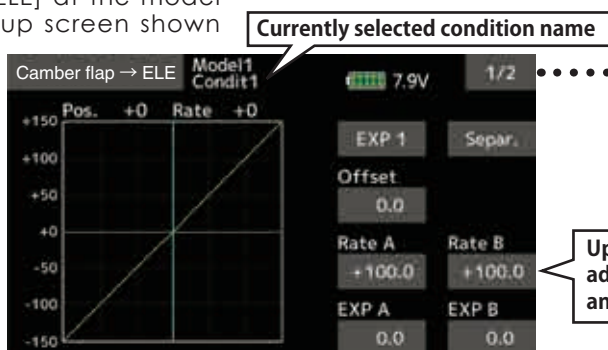 ELE] at the model
up screen shown
Currently selected condition name
Camber flap → ELE
Model1
Condit1
7.9V
1/2
Pos. +0 Rate +0
+150
+100
+50
+0
-50
-100
-150
EXP 1
Separ.
Offset
0.0
Rate A
Rate B
+100.0
+100.0
EXP A
EXP B
0.0
0.0
Up
ad
an